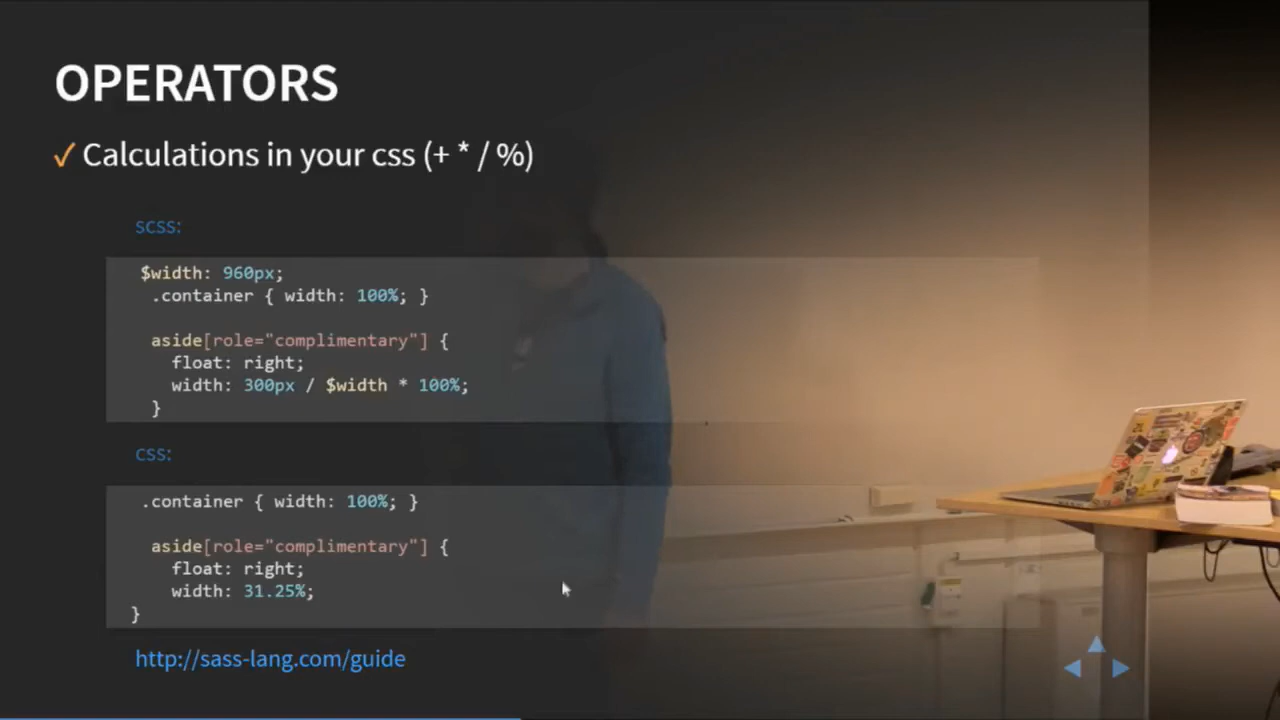 OPERATORS
✓ Calculations in your css (+ * / %)
scss:
$width: 960px;
.container { width: 100%; }
aside[role="complimentary"] {
float: right;
width: 300px / $width * 100%;
}
css:
.container { width: 100%; }
aside[role="complimentary"] {
float: right;
width: 31.25%;
}
http://sass-lang.com/guide